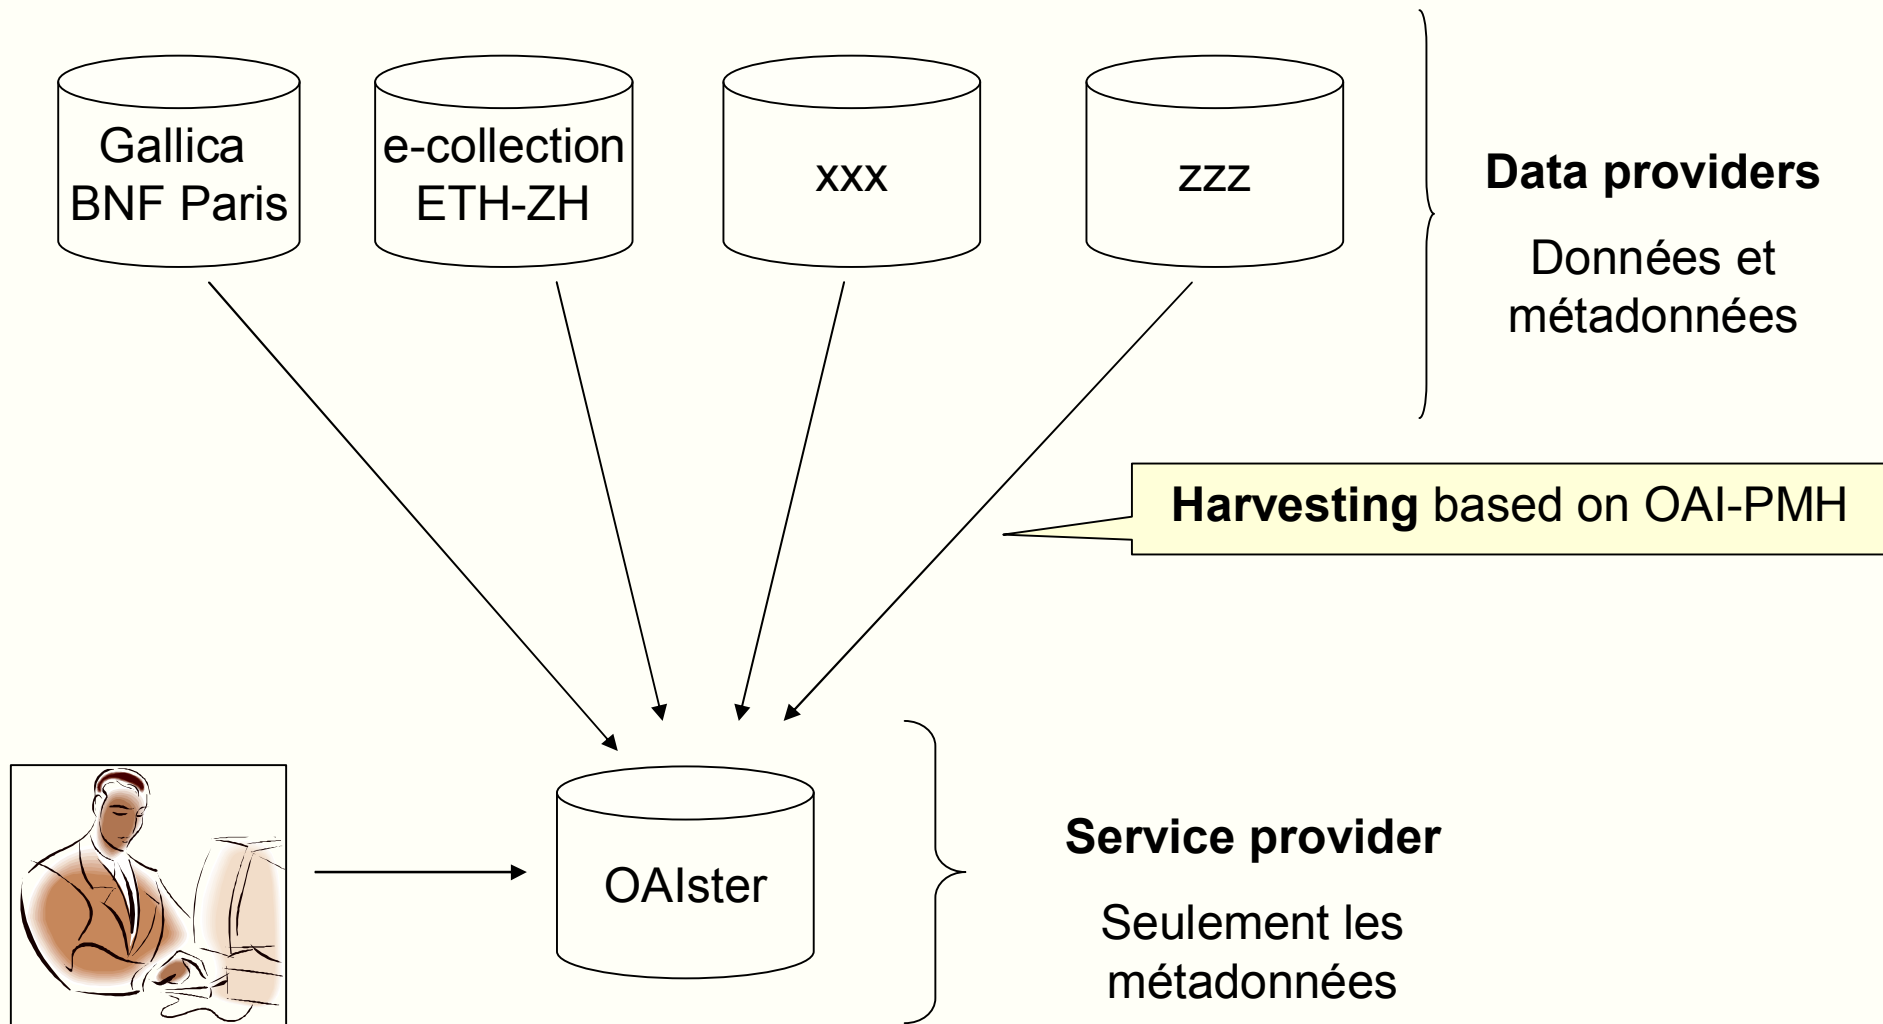 Gallica
BNF Paris
e-collection
ETH-ZH
xxx
zzz
Data providers
Données et
métadonnées
Harvesting based on OAI-PMH
OAIster
Service provider
Seulement les
métadonnées